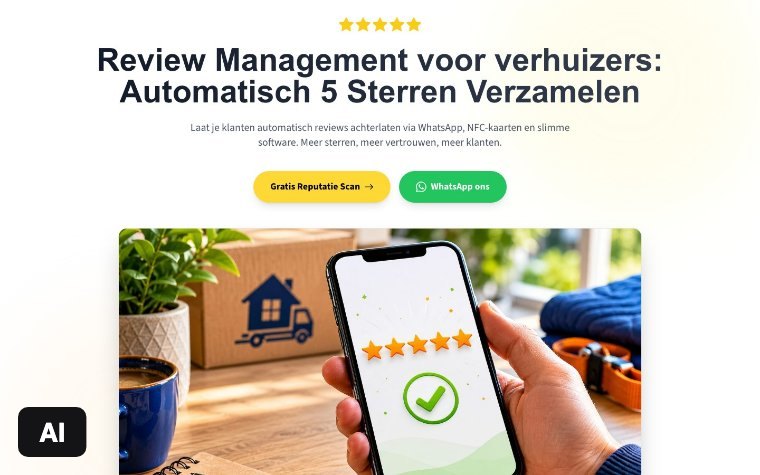 Review Management voor verhuizers:
Automatisch 5 Sterren Verzamelen
Laat je klanten automatisch reviews achterlaten via WhatsApp, NFC-kaarten en slimme
software. Meer sterren, meer vertrouwen, meer klanten.
Gratis Reputatie Scan →
WhatsApp ons
AI